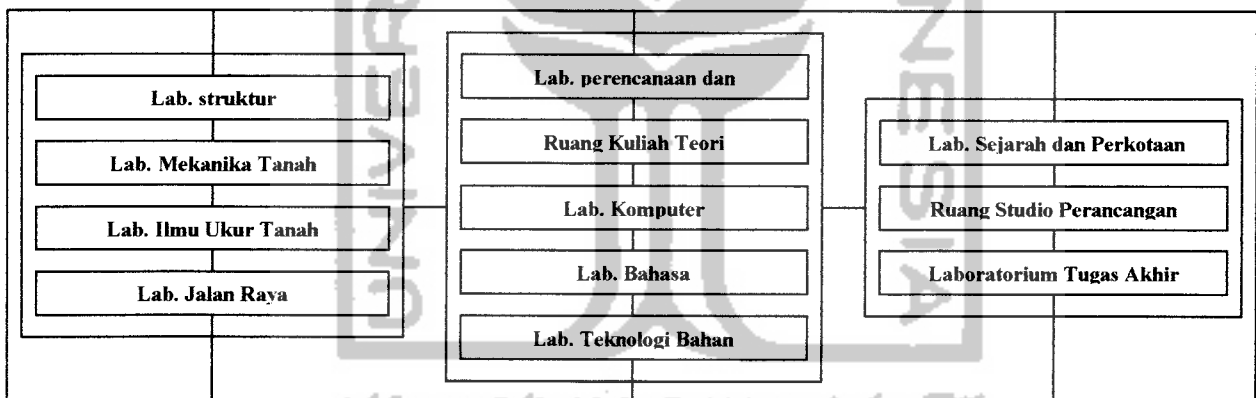 Lab. struktur
Lab. Mekanika Tanah
Lab. Ilmu Ukur Tanah
Lab. Jalan Raya
Lab. perencanaan dan
Ruang Kuliah Teori
Lab. Komputer
Lab. Bahasa
Lab. Teknologi Bahan
Lab. Sejarah dan Perkotaan
Ruang Studio Perancangan
Laboratorium Tugas Akhir